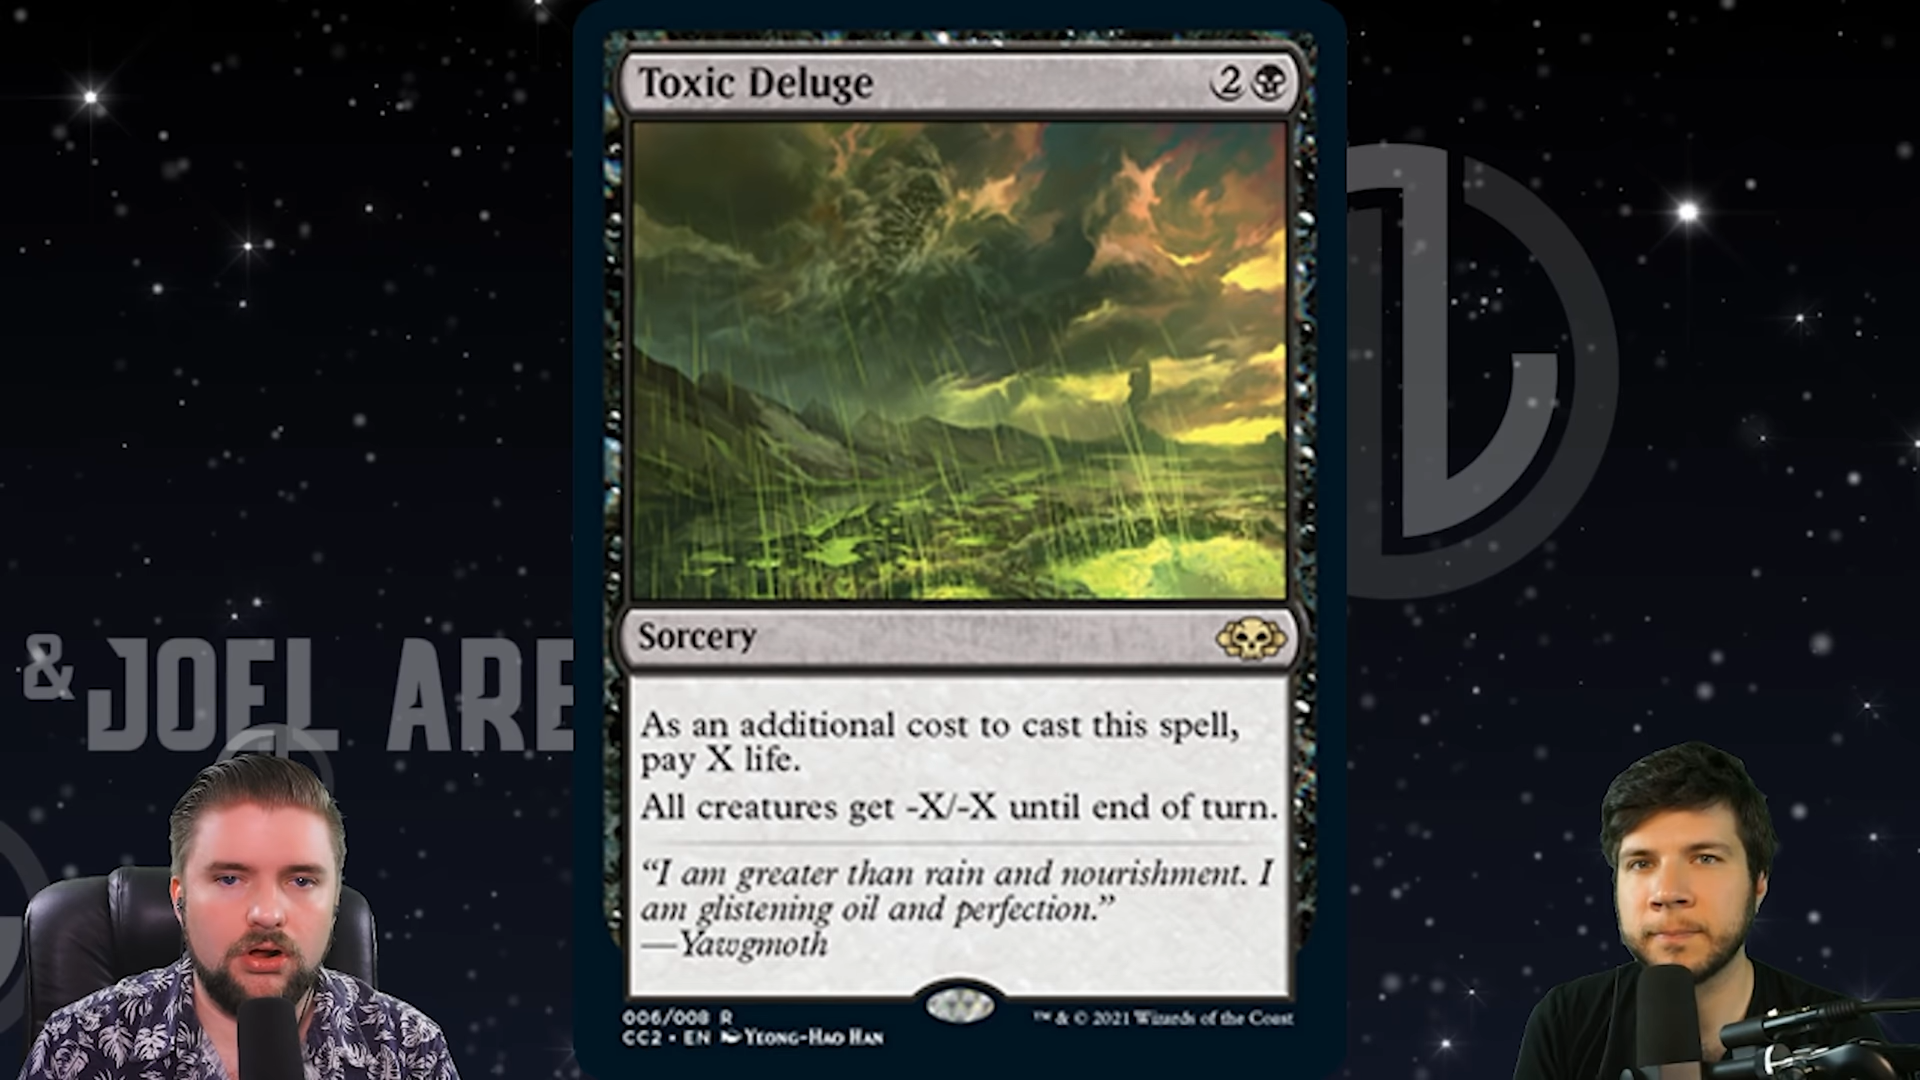 Toxic Deluge 2
Sorcery
As an additional cost to cast this spell,
pay X life.
All creatures get -X/-X until end of turn.
“I am greater than rain and nourishment. I
am glistening oil and perfection.”
—Yawgmoth
006/008 R
CC2 • EN Yeong-Hao Han
™ & © 2021 Wizards of the Coast
& JOEL ARE